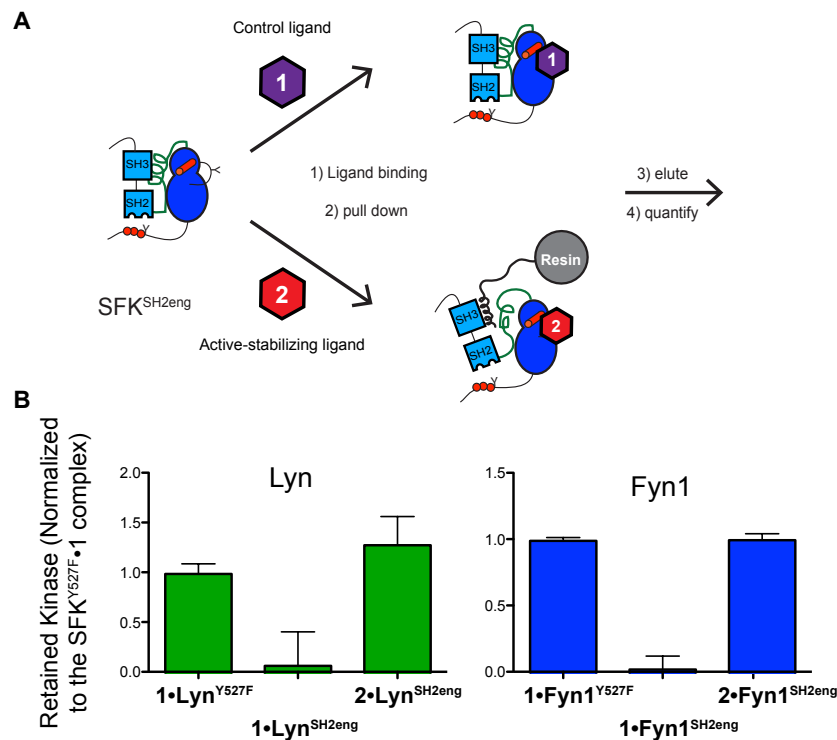 A
Control ligand
1
SH3
SH2
Y
1
SH3
SH2
Y
1) Ligand binding
2) pull down
3) elute
4) quantify
SFK^SH2eng
2
Active-stabilizing ligand
Resin
SH3
SH2
2
Y
B
Retained Kinase (Normalized
to the SFK^Y527F•1 complex)
Lyn
2.0
1.5
1.0
0.5
0.0
1•Lyn^Y527F
2•Lyn^SH2eng
1•Lyn^SH2eng
Fyn1
1.5
1.0
0.5
0.0
1•Fyn1^Y527F
2•Fyn1^SH2eng
1•Fyn1^SH2eng